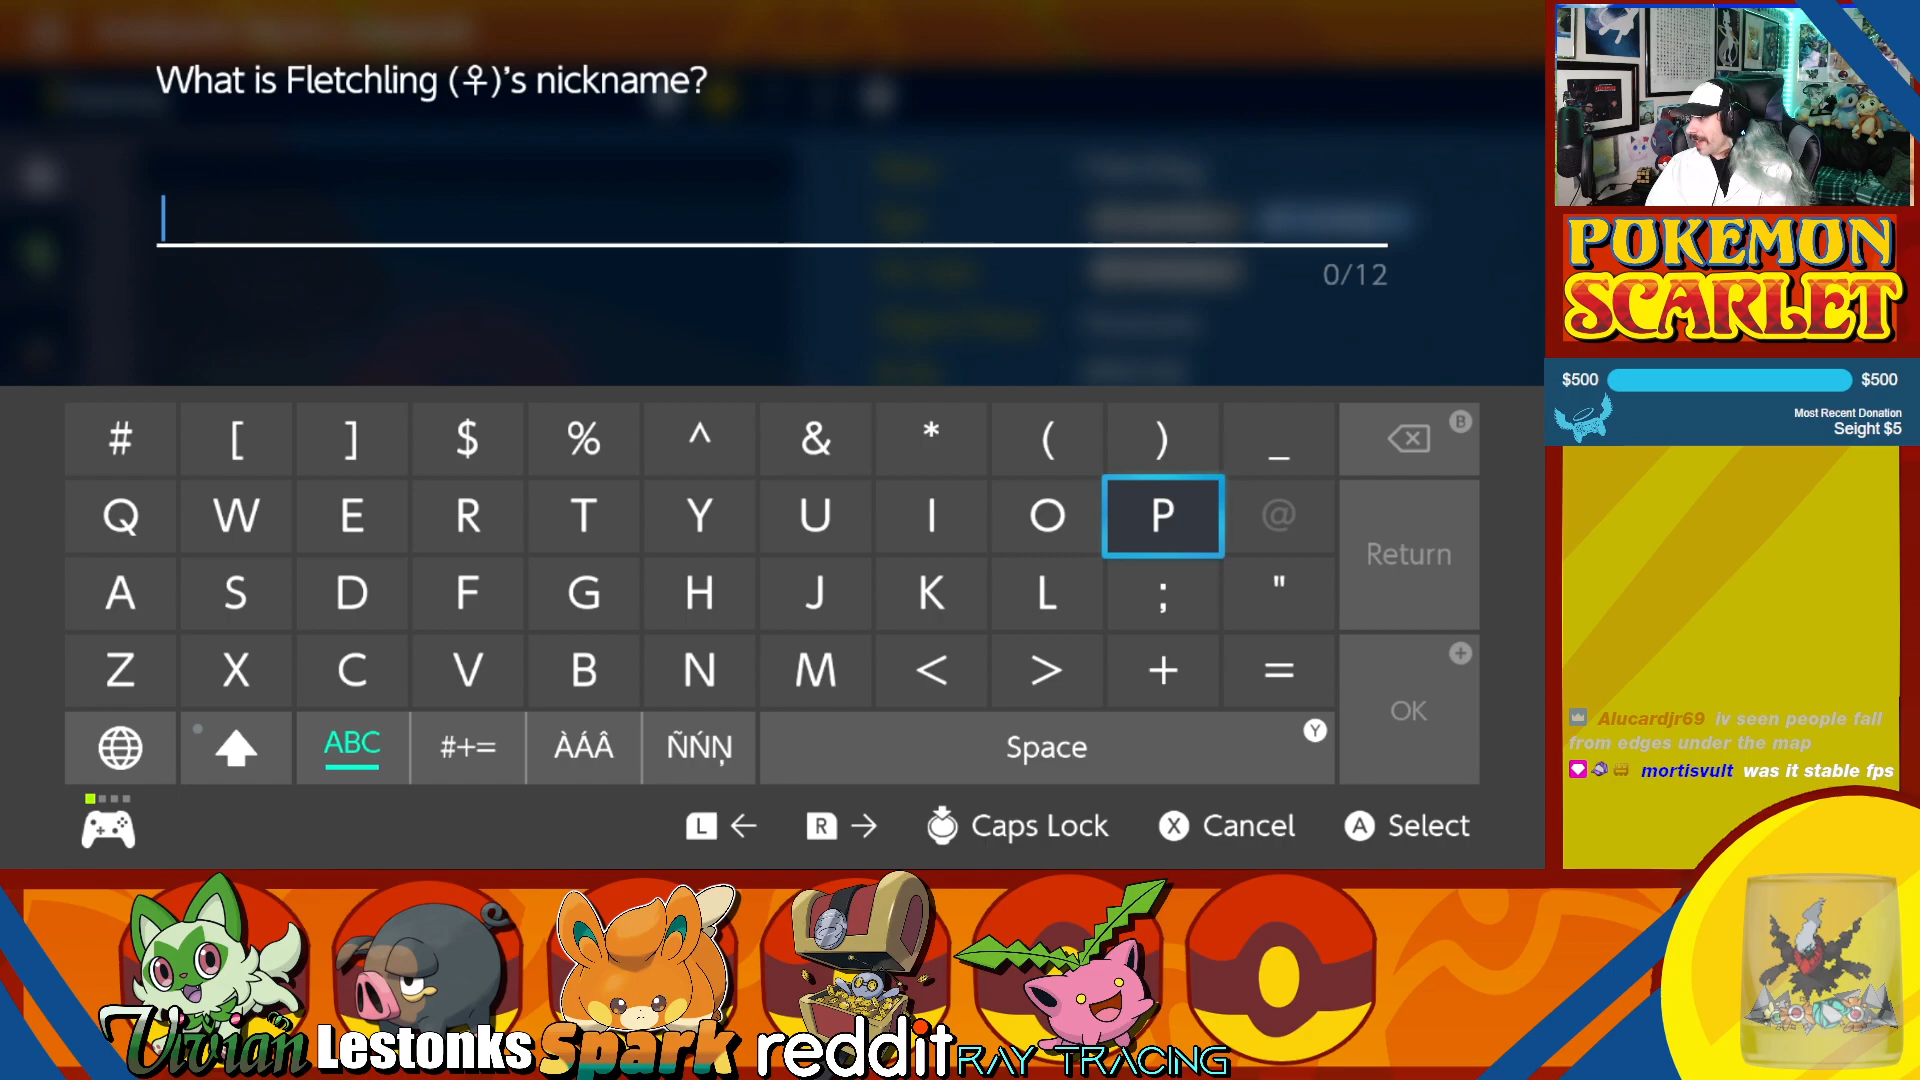 What is Fletchling (♀)'s nickname?
0/12
# [ ] $ % ^ & * ( ) _ B
Q W E R T Y U I O P @ Return
A S D F G H J K L ; "
Z X C V B N M < > + = + OK
ABC #+= ÀÁÂ ÑŃŅ Space Y
L ← R → Caps Lock X Cancel A Select
POKEMON
SCARLET
$500 $500
Most Recent Donation
Seight $5
Alucardjr69 iv seen people fall
from edges under the map
mortisvult was it stable fps
Vivian Lestonks Spark reddit RAY TRACING